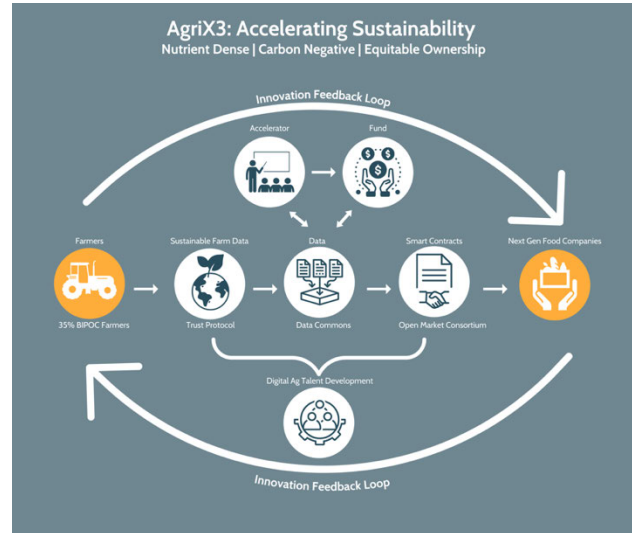 AgriX3: Accelerating Sustainability
Nutrient Dense | Carbon Negative | Equitable Ownership
Innovation Feedback Loop
Accelerator
Fund
Farmers
Sustainable Farm Data
Data
Smart Contracts
Next Gen Food Companies
35% BIPOC Farmers
Trust Protocol
Data Commons
Open Market Consortium
Digital Ag Talent Development
Innovation Feedback Loop